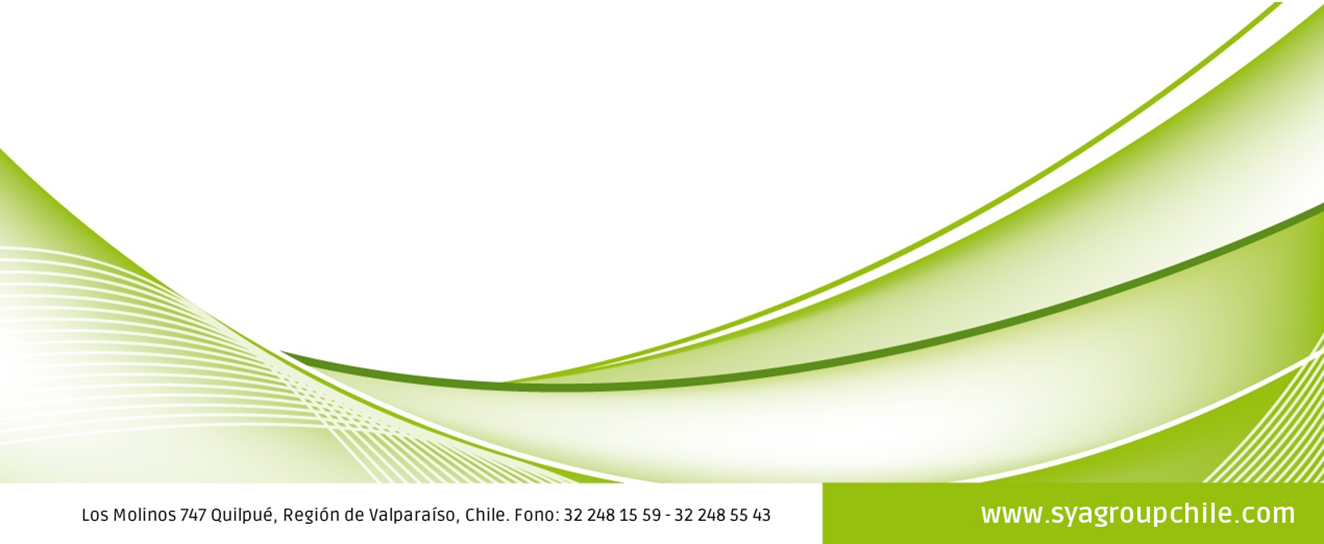 Los Molinos 747 Quilpué, Región de Valparaíso, Chile. Fono: 32 248 15 59 - 32 248 55 43
www.syagroupchile.com